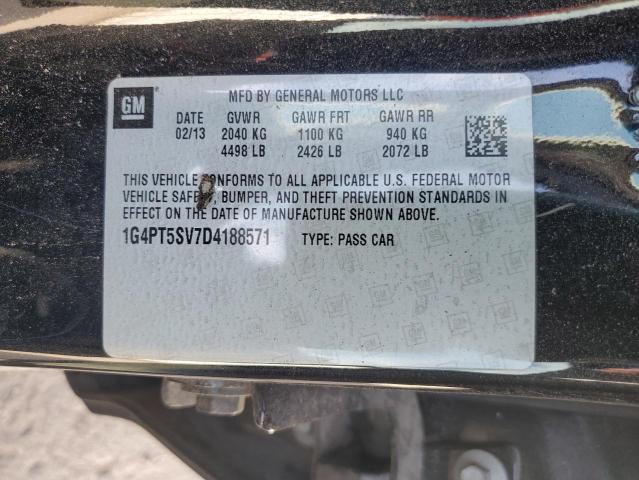 GM
MFD BY GENERAL MOTORS LLC
DATE GVWR GAWR FRT GAWR RR
02/13 2040 KG 1100 KG 940 KG
4498 LB 2426 LB 2072 LB
THIS VEHICLE CONFORMS TO ALL APPLICABLE U.S. FEDERAL MOTOR
VEHICLE SAFETY, BUMPER, AND THEFT PREVENTION STANDARDS IN
EFFECT ON THE DATE OF MANUFACTURE SHOWN ABOVE.
1G4PT5SV7D4188571 TYPE: PASS CAR